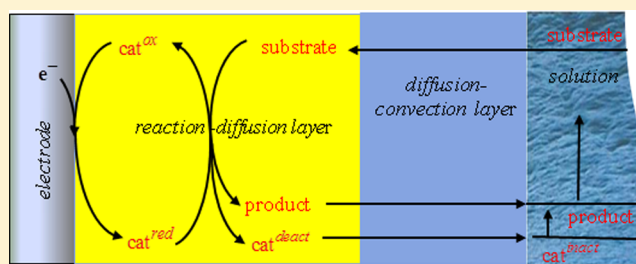 cat^ox
substrate
substrate
e⁻
diffusion-
convection layer
solution
electrode
reaction-diffusion layer
product
product
cat^red
cat^deact
cat^inact